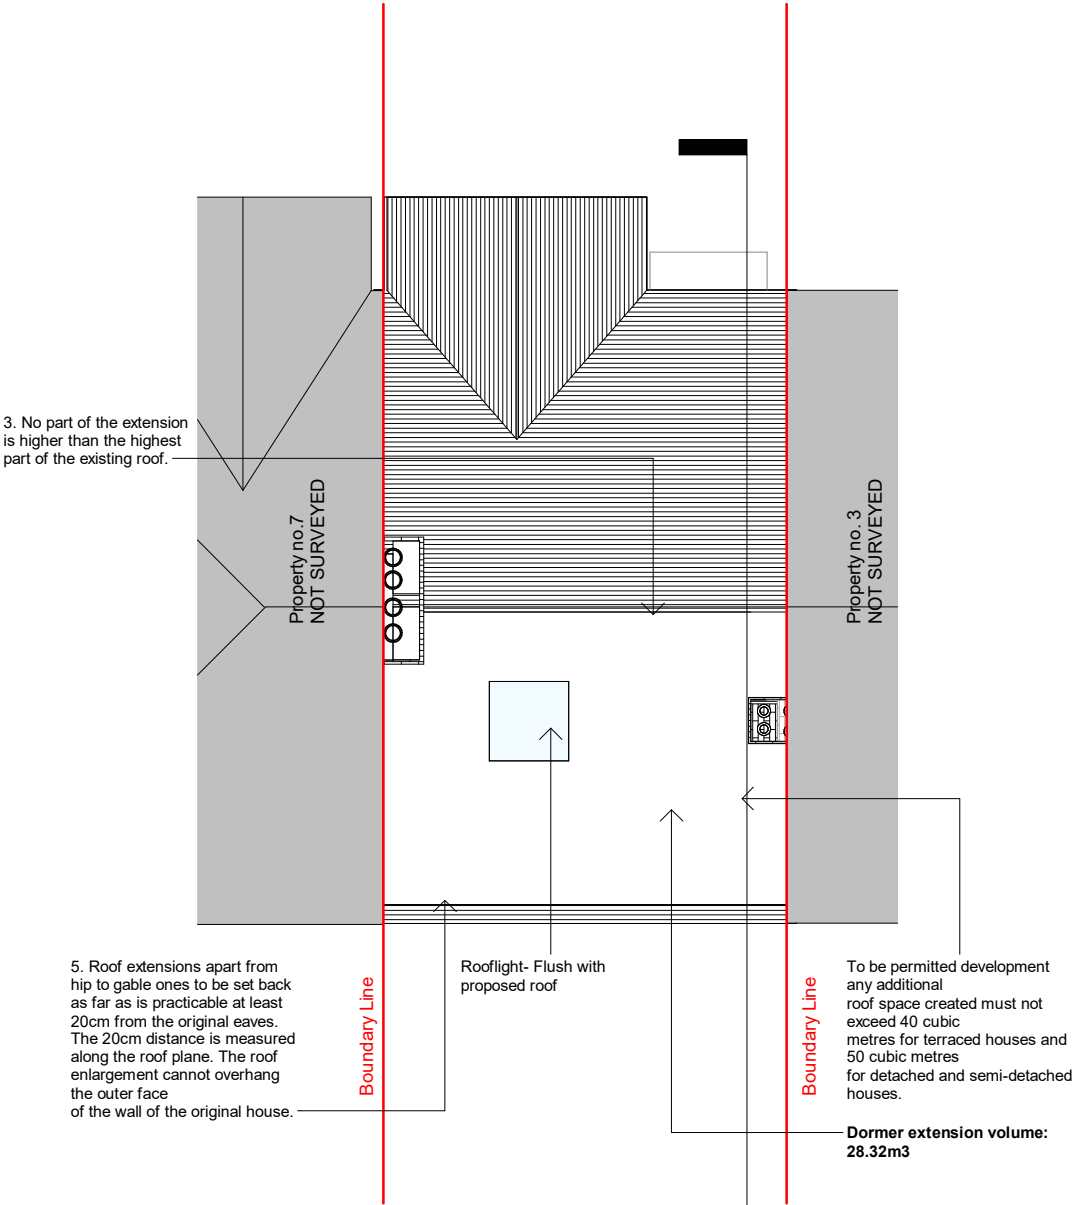 3. No part of the extension
is higher than the highest
part of the existing roof.
Property no.7
NOT SURVEYED
Property no. 3
NOT SURVEYED
5. Roof extensions apart from
hip to gable ones to be set back
as far as is practicable at least
20cm from the original eaves.
The 20cm distance is measured
along the roof plane. The roof
enlargement cannot overhang
the outer face
of the wall of the original house.
Boundary Line
Rooflight- Flush with
proposed roof
Boundary Line
To be permitted development
any additional
roof space created must not
exceed 40 cubic
metres for terraced houses and
50 cubic metres
for detached and semi-detached
houses.
Dormer extension volume:
28.32m3